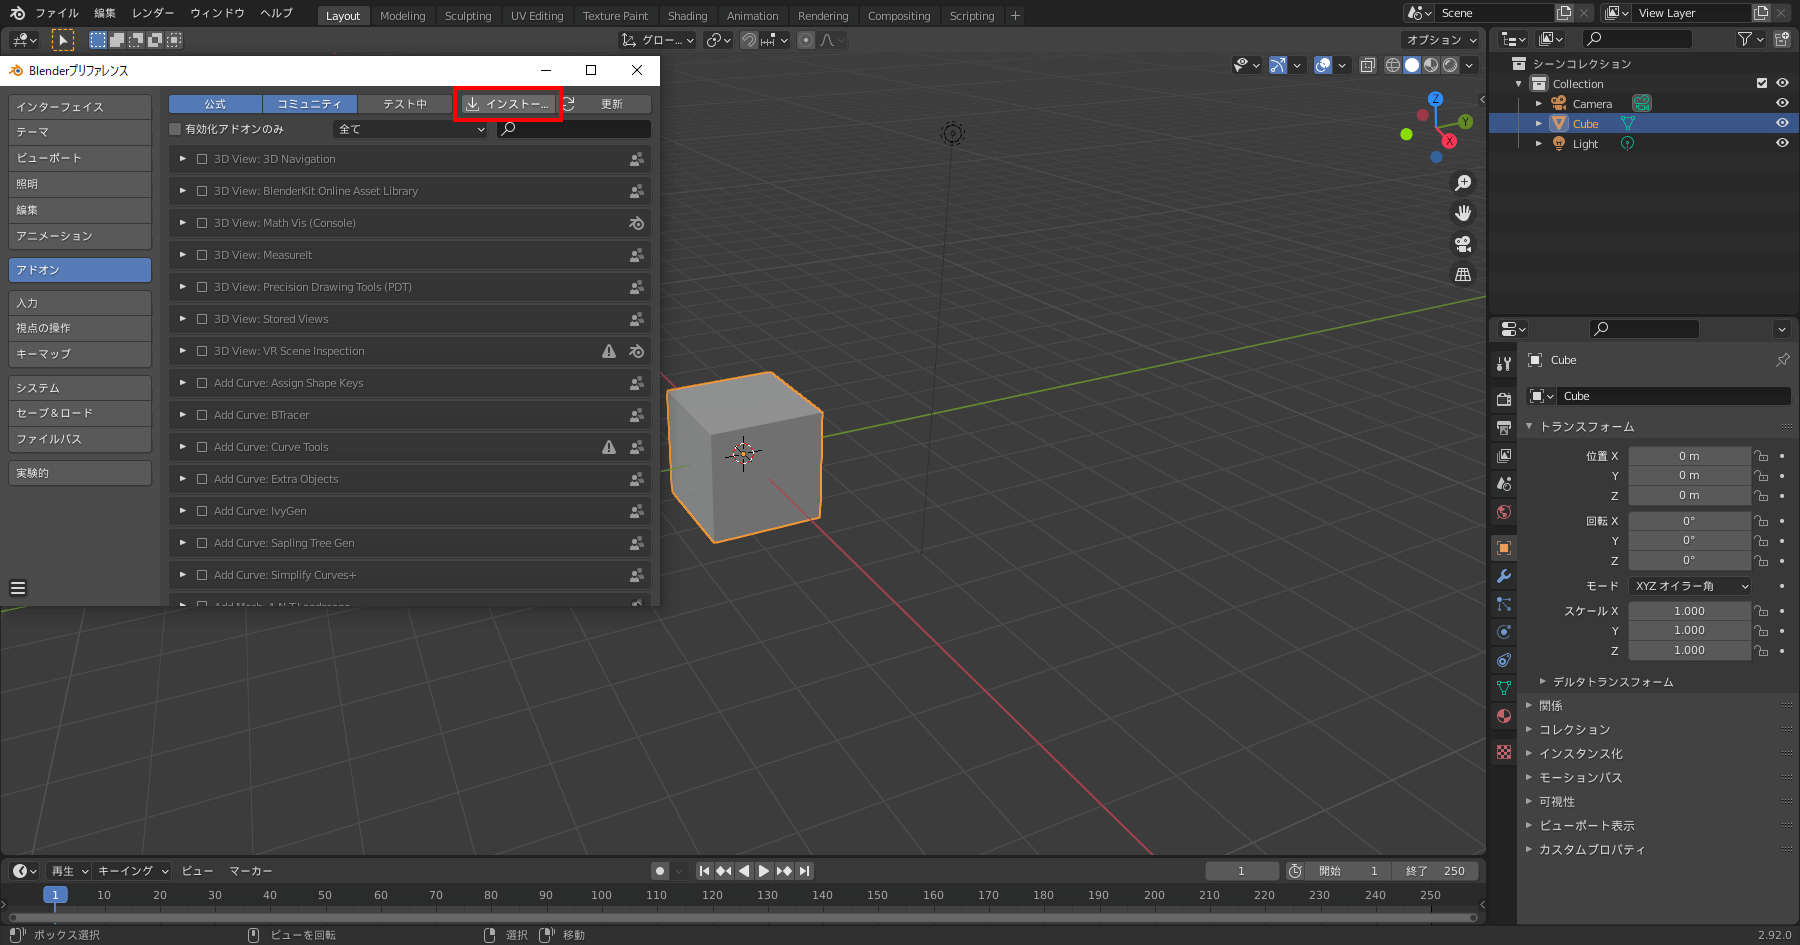 ファイル 編集 レンダー ウィンドウ ヘルプ Layout Modeling Sculpting UV Editing Texture Paint Shading Animation Rendering Compositing Scripting + Scene View Layer
グロー... オプション
Blenderプリファレンス
インターフェイス
テーマ
ビューポート
照明
編集
アニメーション
アドオン
入力
視点の操作
キーマップ
システム
セーブ＆ロード
ファイルパス
実験的
公式 コミュニティ テスト中 インストー... 更新
有効化アドオンのみ 全て
3D View: 3D Navigation
3D View: BlenderKit Online Asset Library
3D View: Math Vis (Console)
3D View: MeasureIt
3D View: Precision Drawing Tools (PDT)
3D View: Stored Views
3D View: VR Scene Inspection
Add Curve: Assign Shape Keys
Add Curve: BTracer
Add Curve: Curve Tools
Add Curve: Extra Objects
Add Curve: IvyGen
Add Curve: Sapling Tree Gen
Add Curve: Simplify Curves+
Z
Y
X
シーンコレクション
Collection
Camera
Cube
Light
Cube
Cube
トランスフォーム
位置 X 0 m
Y 0 m
Z 0 m
回転 X 0°
Y 0°
Z 0°
モード XYZ オイラー角
スケール X 1.000
Y 1.000
Z 1.000
デルタトランスフォーム
関係
コレクション
インスタンス化
モーションパス
可視性
ビューポート表示
カスタムプロパティ
再生 キーイング ビュー マーカー 1 開始 1 終了 250
1 10 20 30 40 50 60 70 80 90 100 110 120 130 140 150 160 170 180 190 200 210 220 230 240 250
ボックス選択 ビューを回転 選択 移動 2.92.0